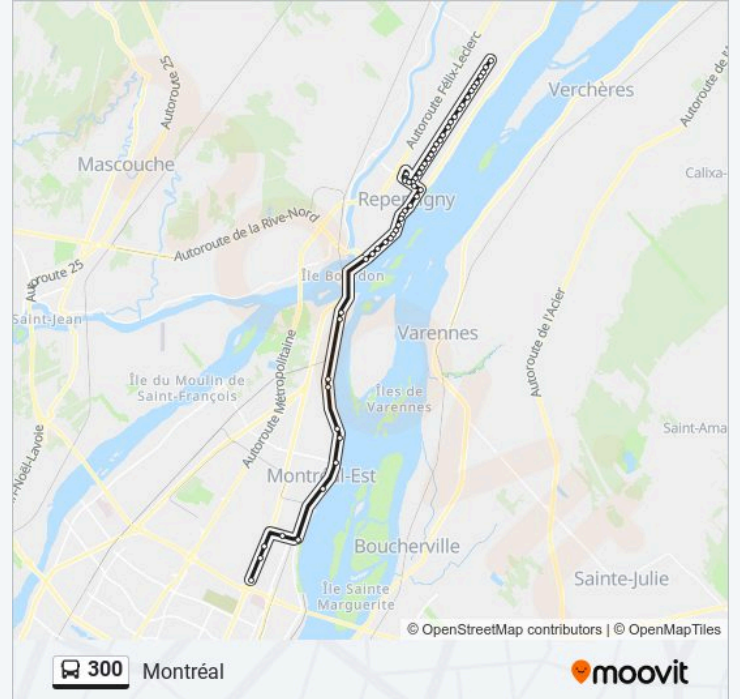 Autoroute 25
Autoroute Félix-Leclerc
Verchères
Autoroute de
Mascouche
Calixa-
Repentigny
Autoroute de la Rive-Nord
Autoroute 25
Île Bourdon
Saint-Jean
Varennes
Autoroute de l'Acier
Île du Moulin de
Saint-François
Autoroute Métropolitaine
Îles de
Varennes
Saint-Ama
n-Noël-Lavoie
Montréal-Est
Boucherville
Sainte-Julie
Île Sainte
Marguerite
© OpenStreetMap contributors | © OpenMapTiles
300 Montréal
moovit